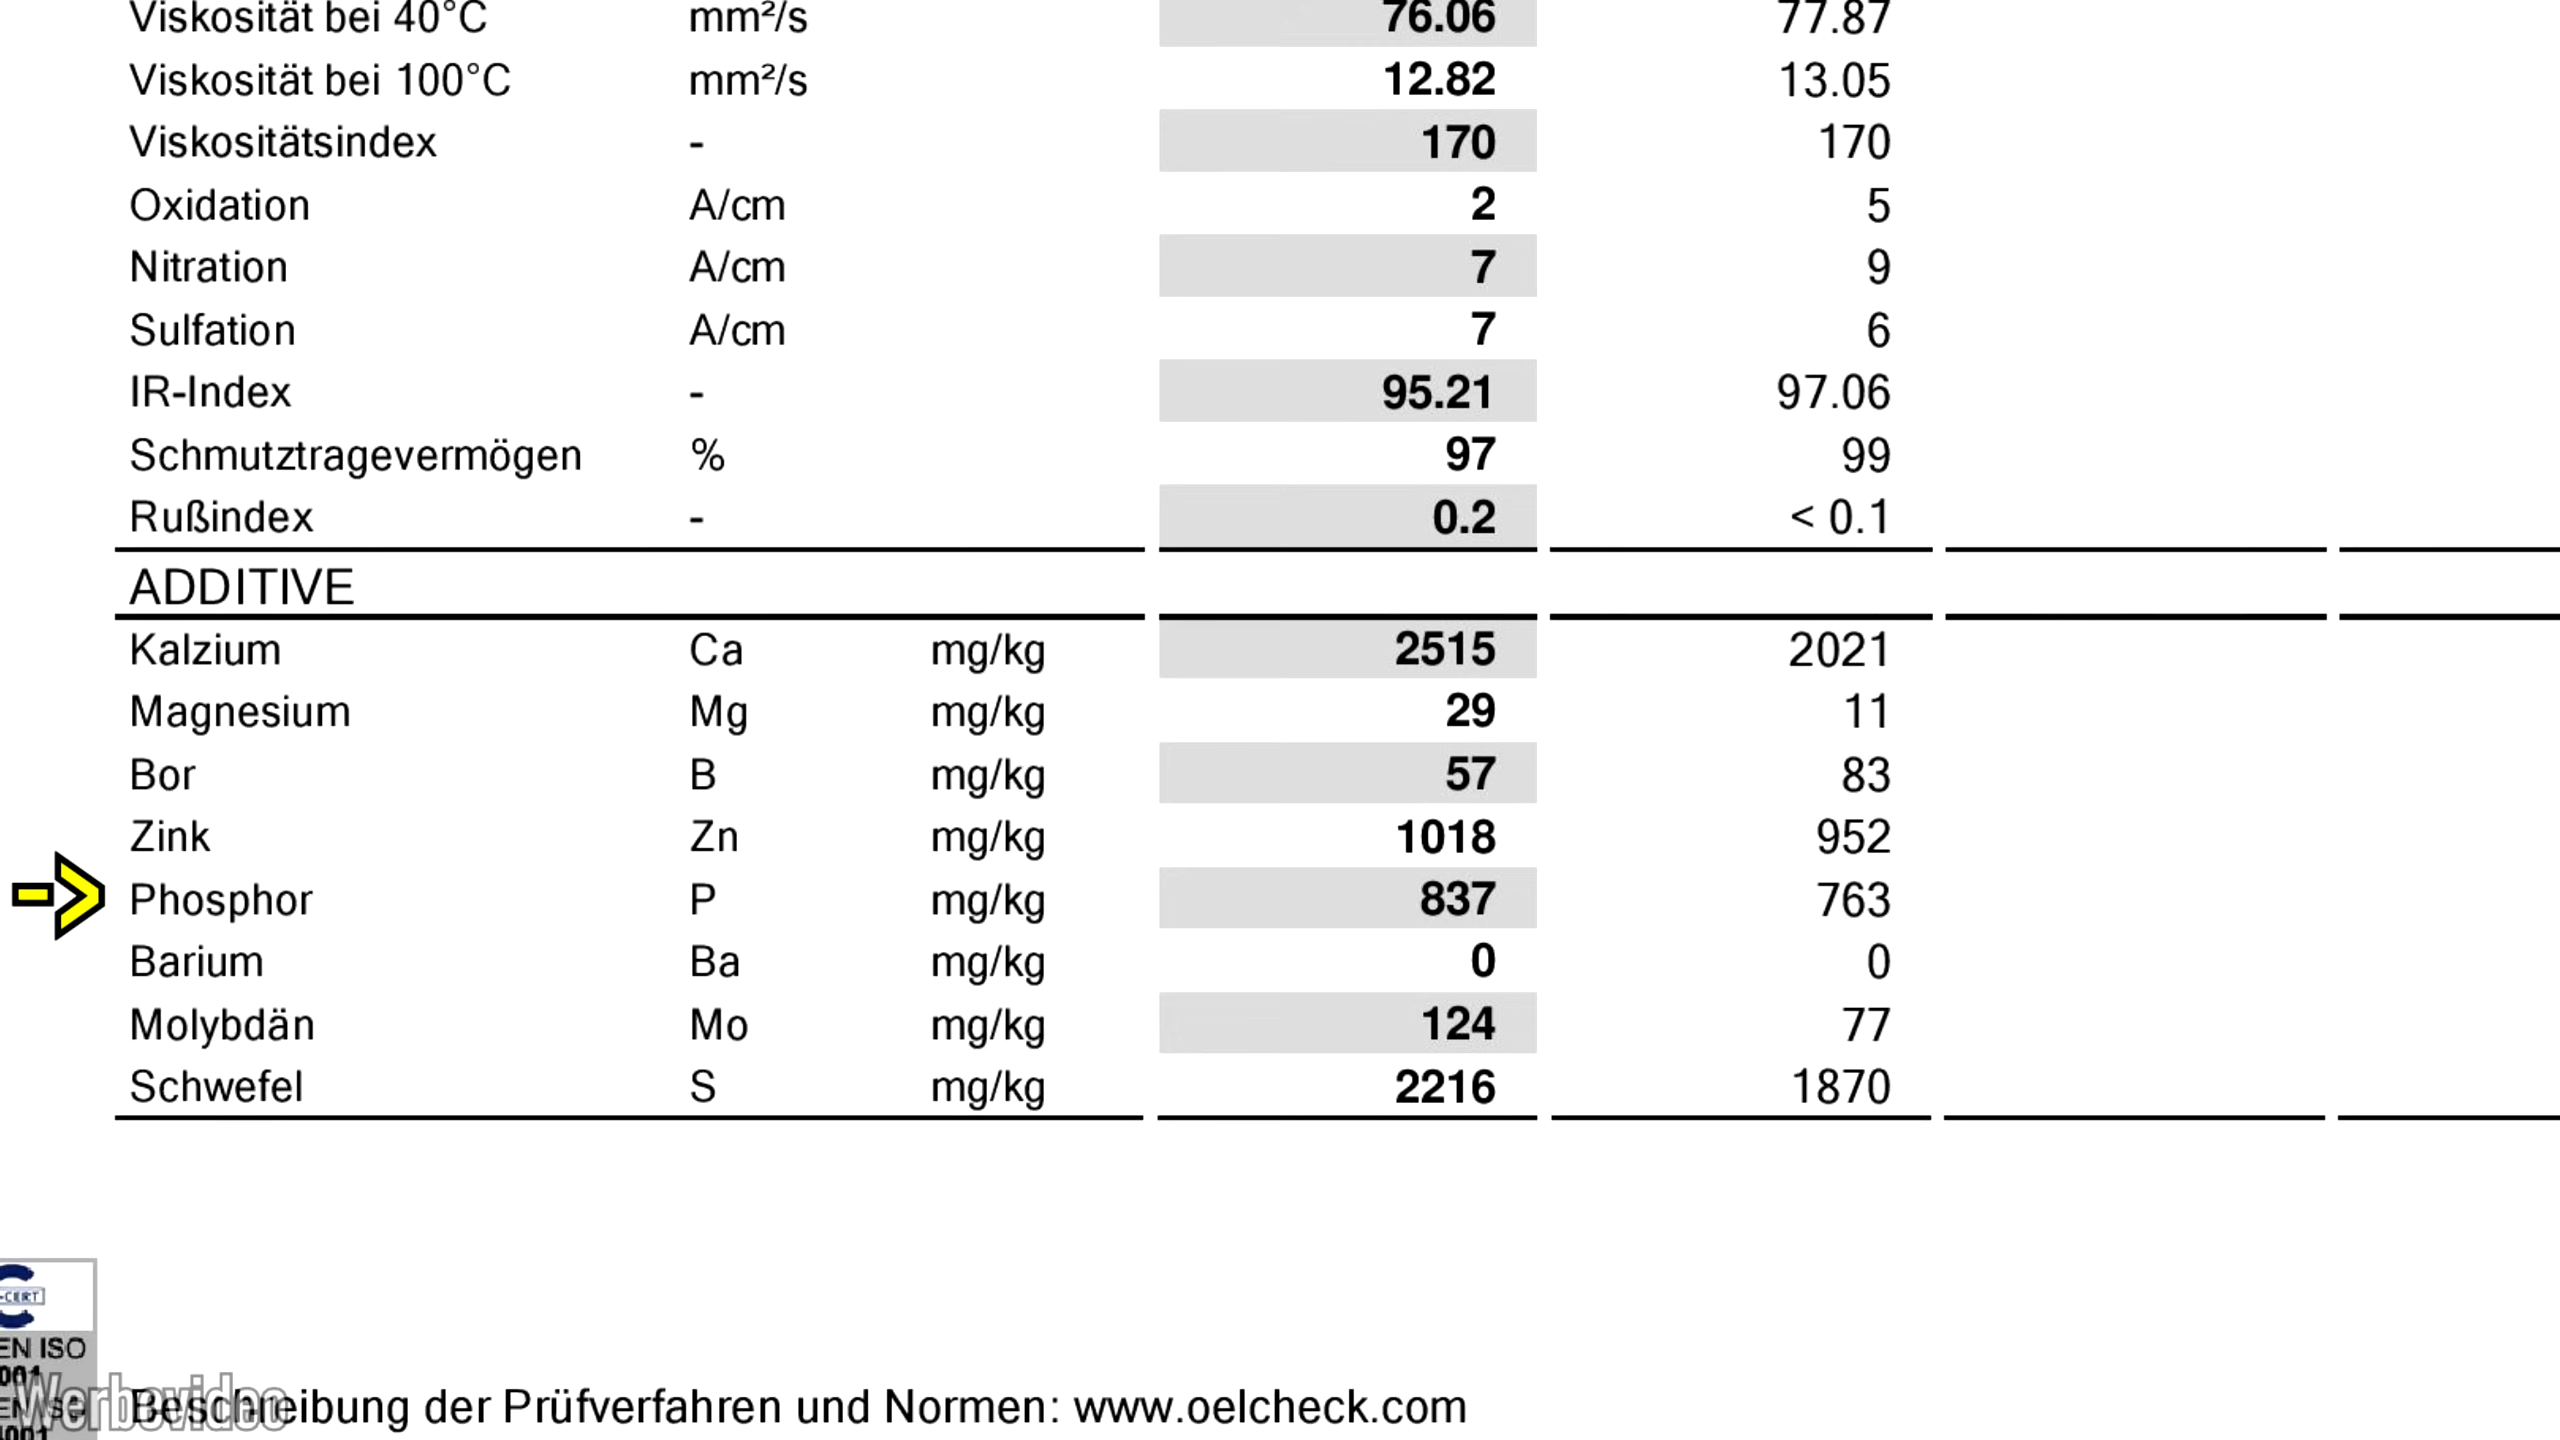 Viskosität bei 40°C mm²/s 76.06 77.87
Viskosität bei 100°C mm²/s 12.82 13.05
Viskositätsindex - 170 170
Oxidation A/cm 2 5
Nitration A/cm 7 9
Sulfation A/cm 7 6
IR-Index - 95.21 97.06
Schmutztragevermögen % 97 99
Rußindex - 0.2 < 0.1
ADDITIVE
Kalzium Ca mg/kg 2515 2021
Magnesium Mg mg/kg 29 11
Bor B mg/kg 57 83
Zink Zn mg/kg 1018 952
Phosphor P mg/kg 837 763
Barium Ba mg/kg 0 0
Molybdän Mo mg/kg 124 77
Schwefel S mg/kg 2216 1870
-CERT
EN ISO
Werbevideo
Beschreibung der Prüfverfahren und Normen: www.oelcheck.com